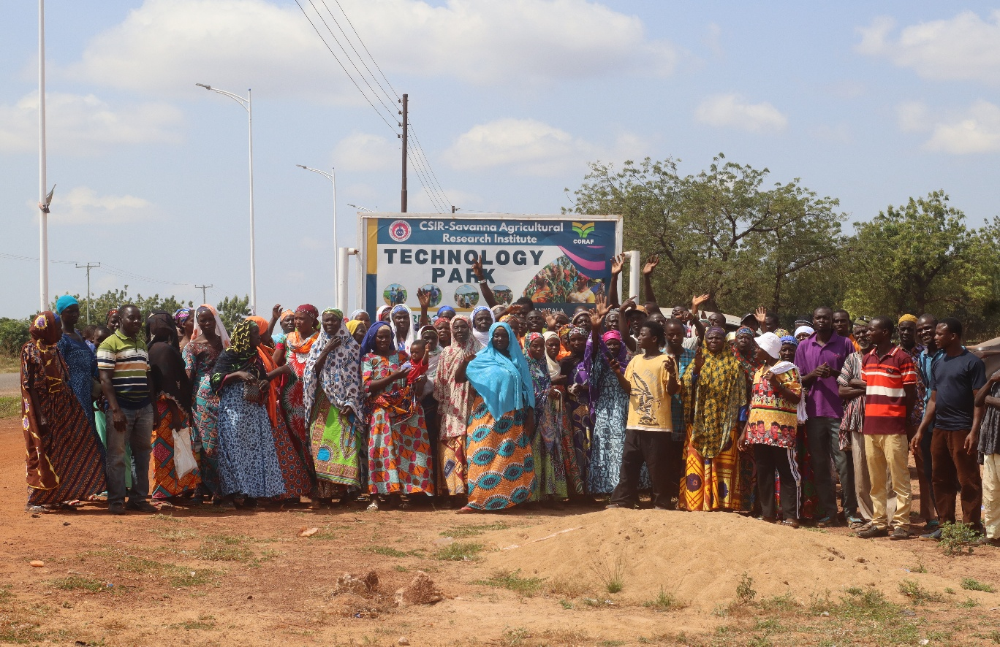 CSIR-Savanna Agricultural
Research Institute
CORAF
TECHNOLOGY
PARK